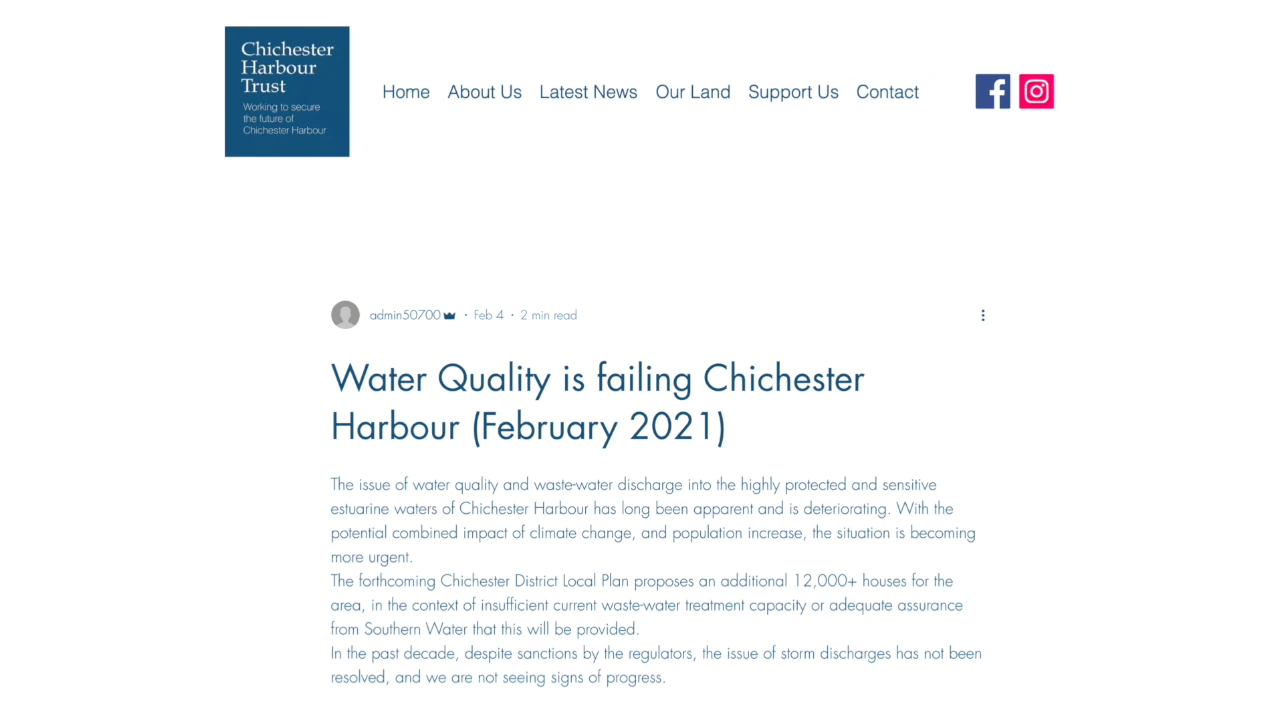 Chichester
Harbour
Trust
Working to secure
the future of
Chichester Harbour
Home About Us Latest News Our Land Support Us Contact
admin50700 · Feb 4 · 2 min read
Water Quality is failing Chichester
Harbour (February 2021)
The issue of water quality and waste-water discharge into the highly protected and sensitive
estuarine waters of Chichester Harbour has long been apparent and is deteriorating. With the
potential combined impact of climate change, and population increase, the situation is becoming
more urgent.
The forthcoming Chichester District Local Plan proposes an additional 12,000+ houses for the
area, in the context of insufficient current waste-water treatment capacity or adequate assurance
from Southern Water that this will be provided.
In the past decade, despite sanctions by the regulators, the issue of storm discharges has not been
resolved, and we are not seeing signs of progress.